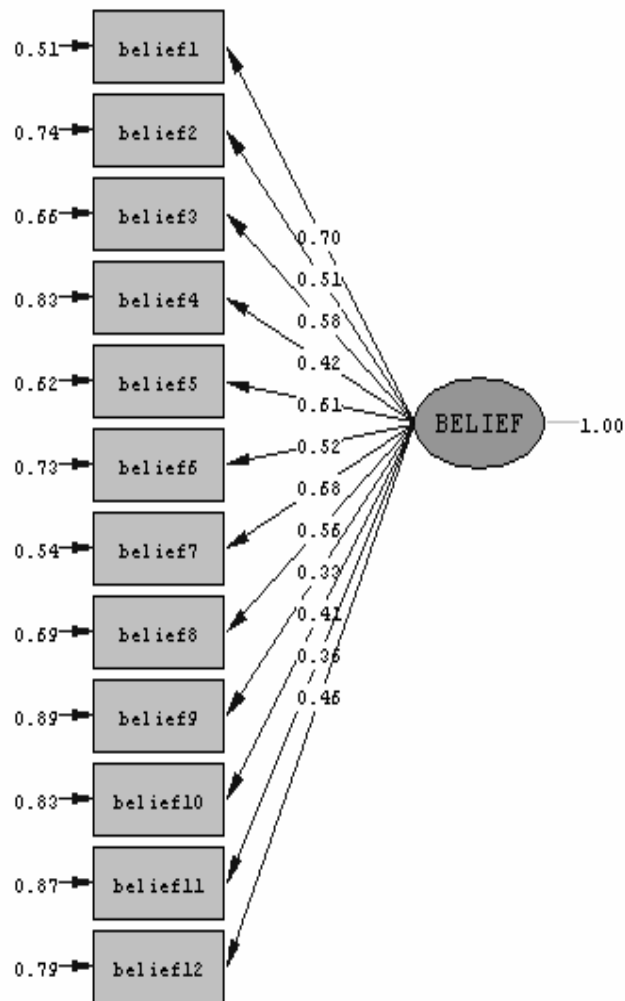 0.51 belief1
0.74 belief2
0.66 belief3
0.83 belief4
0.62 belief5
0.73 belief6
0.54 belief7
0.69 belief8
0.89 belief9
0.83 belief10
0.87 belief11
0.79 belief12
0.70
0.51
0.58
0.42
0.61
0.52
0.68
0.56
0.33
0.41
0.36
0.46
BELIEF 1.00